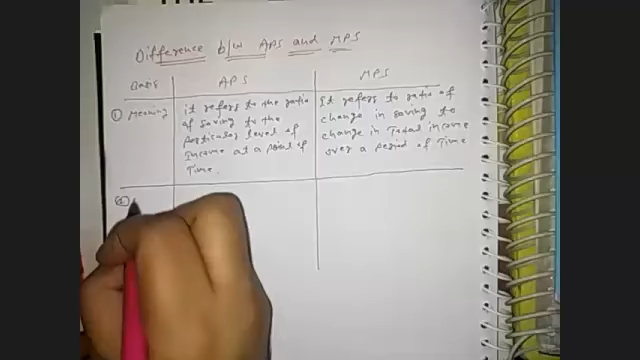 THE
Difference b/w APS and MPS
Basis APS MPS
① Meaning
it refers to the ratio
of saving to the
particular level of
Income at a point of
Time.
It refers to ratio of
change in saving to
change in Total income
over a period of Time
②